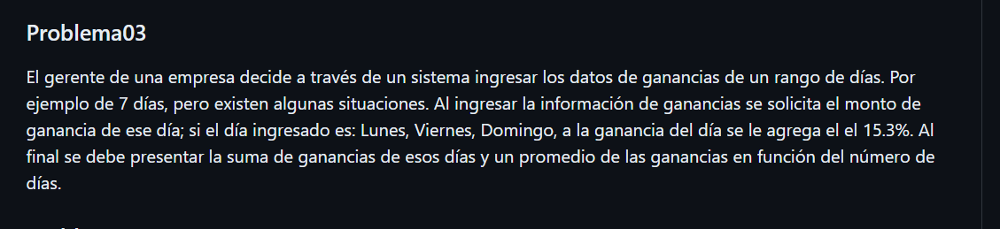 Problema03
El gerente de una empresa decide a través de un sistema ingresar los datos de ganancias de un rango de días. Por
ejemplo de 7 días, pero existen algunas situaciones. Al ingresar la información de ganancias se solicita el monto de
ganancia de ese día; si el día ingresado es: Lunes, Viernes, Domingo, a la ganancia del día se le agrega el el 15.3%. Al
final se debe presentar la suma de ganancias de esos días y un promedio de las ganancias en función del número de
días.